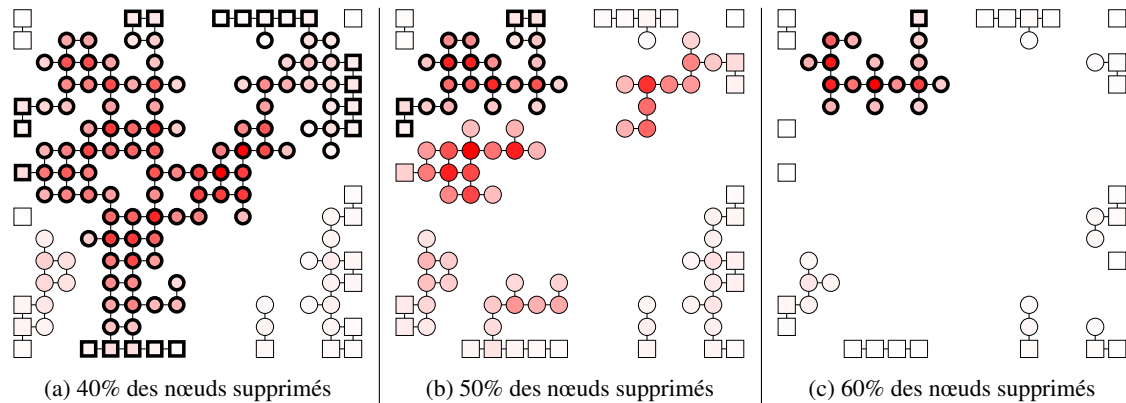 (a) 40% des nœuds supprimés
(b) 50% des nœuds supprimés
(c) 60% des nœuds supprimés